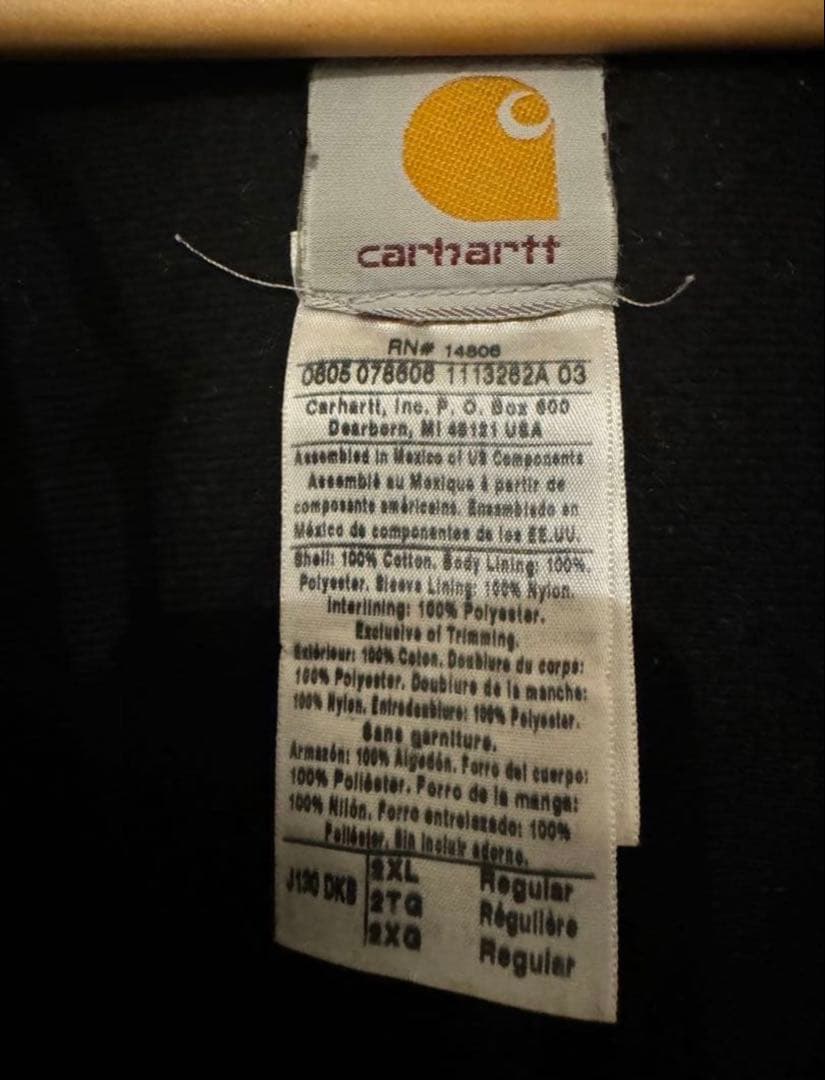 carhartt
RN# 14806
0605 078608 1113262A 03
Carhartt, Inc. P. O. Box 600
Dearborn, MI 48121 USA
Assembled in Mexico of US Components
Assemblé au Mexique á partir de
composants américains. Ensamblado en
México de componentes de los EE.UU.
Shell: 100% Cotton. Body Lining: 100%.
Polyester. Sleeve Lining: 100% Nylon.
Interlining: 100% Polyester.
Exclusive of Trimming.
Extérieur: 100% Coton. Doublure du corps:
100% Polyester. Doublure de la manche:
100% Nylon. Entredoublure: 100% Polyester.
Sans garniture.
Armazón: 100% Algodón. Forro del cuerpo:
100% Poliéster. Forro de la manga:
100% Nilón. Forro entrelazado: 100%
Poliéster. Sin incluir adorno.
J130 DKB 2XL Regular
2TG Régulière
2XG Regular